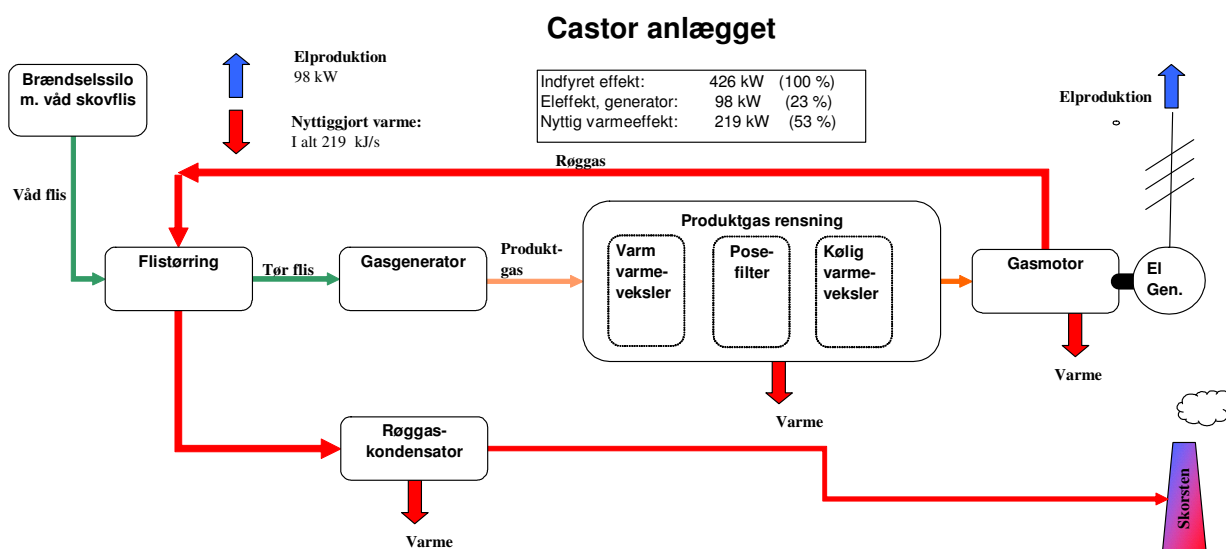 Castor anlægget
Brændselssilo
m. våd skovflis
Elproduktion
98 kW
Nyttiggjort varme:
I alt 219 kJ/s
Indfyret effekt: 426 kW (100 %)
Eleffekt, generator: 98 kW (23 %)
Nyttig varmeeffekt: 219 kW (53 %)
Elproduktion
Røggas
Våd flis
Flistørring
Tør flis
Gasgenerator
Produkt-
gas
Produktgas rensning
Varm
varme-
veksler
Pose-
filter
Kølig
varme-
veksler
Gasmotor
El
Gen.
Varme
Varme
Røggas-
kondensator
Varme
Skorsten